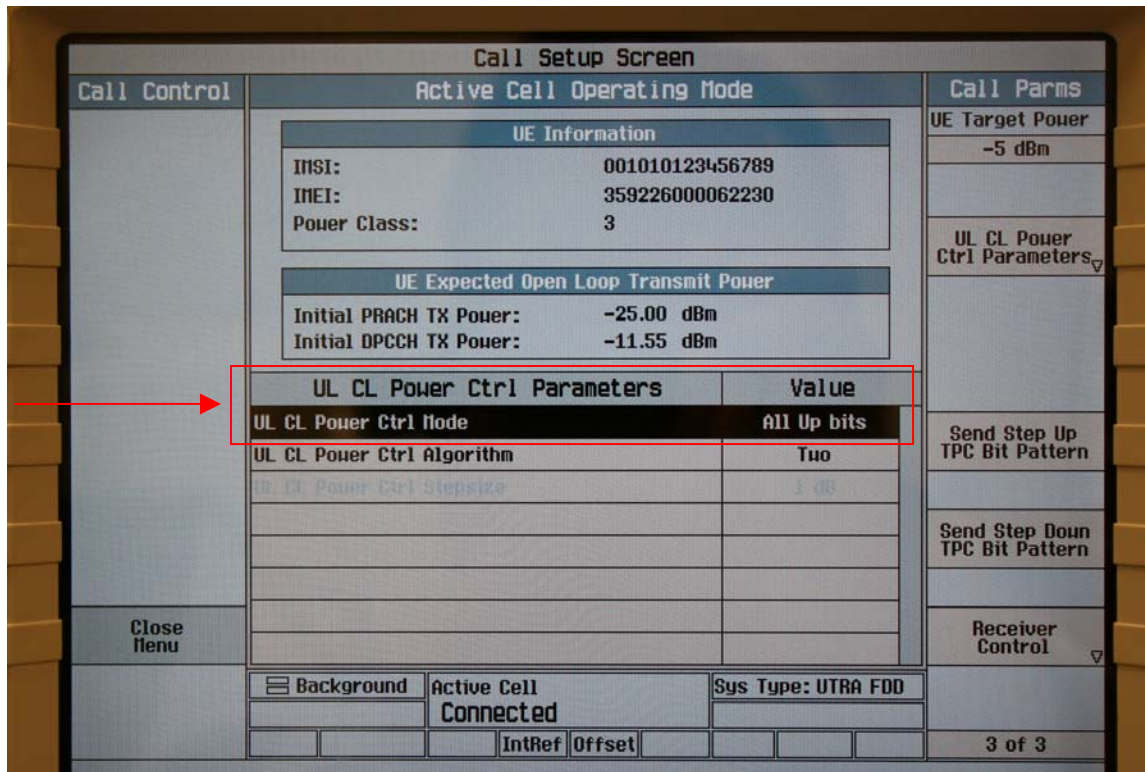 Call Setup Screen
Call Control
Active Cell Operating Mode
Call Parms
UE Information
IMSI: 001010123456789
IMEI: 359226000062230
Power Class: 3
UE Expected Open Loop Transmit Power
Initial PRACH TX Power: -25.00 dBm
Initial DPCCH TX Power: -11.55 dBm
UL CL Power Ctrl Parameters Value
UL CL Power Ctrl Mode All Up bits
UL CL Power Ctrl Algorithm Two
UL CL Power Ctrl Stepsize 1 dB
UE Target Power
-5 dBm
UL CL Power
Ctrl Parameters
Send Step Up
TPC Bit Pattern
Send Step Down
TPC Bit Pattern
Receiver
Control
Close
Menu
Background
Active Cell
Connected
Sys Type: UTRA FDD
IntRef Offset
3 of 3